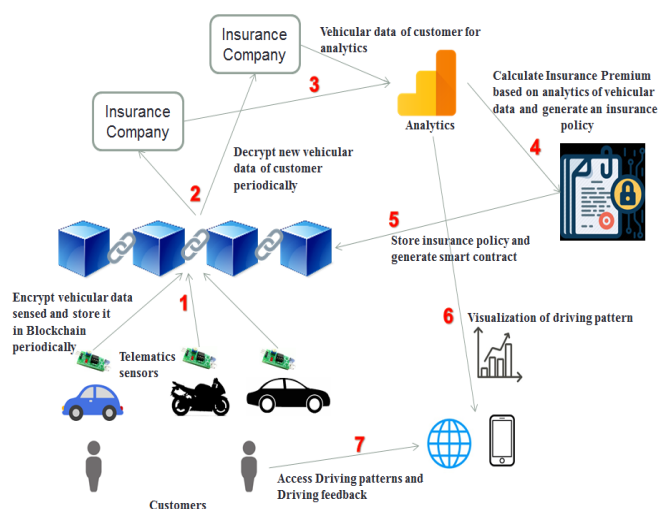 Insurance
Company
Vehicular data of customer for
analytics
3
Insurance
Company
Analytics
Calculate Insurance Premium
based on analytics of vehicular
data and generate an insurance
policy
4
Decrypt new vehicular
data of customer
periodically
2
5
Store insurance policy and
generate smart contract
Encrypt vehicular data
sensed and store it
in Blockchain
periodically
1
Telematics
sensors
6
Visualization of driving pattern
7
Access Driving patterns and
Driving feedback
Customers